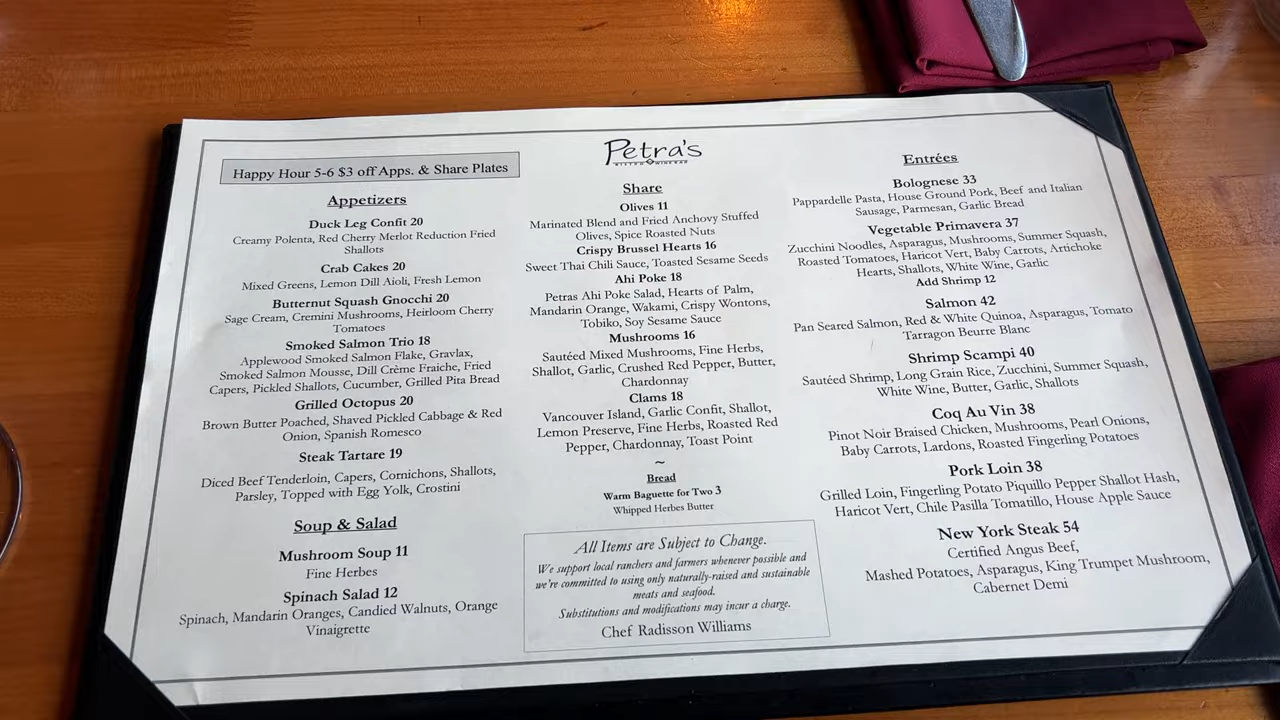 Petra's
BISTRO WINE BAR
Happy Hour 5-6 $3 off Apps. & Share Plates
Appetizers
Duck Leg Confit 20
Creamy Polenta, Red Cherry Merlot Reduction Fried
Shallots
Crab Cakes 20
Mixed Greens, Lemon Dill Aioli, Fresh Lemon
Butternut Squash Gnocchi 20
Sage Cream, Cremini Mushrooms, Heirloom Cherry
Tomatoes
Smoked Salmon Trio 18
Applewood Smoked Salmon Flake, Gravlax,
Smoked Salmon Mousse, Dill Crème Fraiche, Fried
Capers, Pickled Shallots, Cucumber, Grilled Pita Bread
Grilled Octopus 20
Brown Butter Poached, Shaved Pickled Cabbage & Red
Onion, Spanish Romesco
Steak Tartare 19
Diced Beef Tenderloin, Capers, Cornichons, Shallots,
Parsley, Topped with Egg Yolk, Crostini
Soup & Salad
Mushroom Soup 11
Fine Herbes
Spinach Salad 12
Spinach, Mandarin Oranges, Candied Walnuts, Orange
Vinaigrette
Share
Olives 11
Marinated Blend and Fried Anchovy Stuffed
Olives, Spice Roasted Nuts
Crispy Brussel Hearts 16
Sweet Thai Chili Sauce, Toasted Sesame Seeds
Ahi Poke 18
Petras Ahi Poke Salad, Hearts of Palm,
Mandarin Orange, Wakami, Crispy Wontons,
Tobiko, Soy Sesame Sauce
Mushrooms 16
Sautéed Mixed Mushrooms, Fine Herbs,
Shallot, Garlic, Crushed Red Pepper, Butter,
Chardonnay
Clams 18
Vancouver Island, Garlic Confit, Shallot,
Lemon Preserve, Fine Herbs, Roasted Red
Pepper, Chardonnay, Toast Point
~
Bread
Warm Baguette for Two 3
Whipped Herbes Butter
All Items are Subject to Change.
We support local ranchers and farmers whenever possible and
we're committed to using only naturally-raised and sustainable
meats and seafood.
Substitutions and modifications may incur a charge.
Chef Radisson Williams
Entrées
Bolognese 33
Pappardelle Pasta, House Ground Pork, Beef and Italian
Sausage, Parmesan, Garlic Bread
Vegetable Primavera 37
Zucchini Noodles, Asparagus, Mushrooms, Summer Squash,
Roasted Tomatoes, Haricot Vert, Baby Carrots, Artichoke
Hearts, Shallots, White Wine, Garlic
Add Shrimp 12
Salmon 42
Pan Seared Salmon, Red & White Quinoa, Asparagus, Tomato
Tarragon Beurre Blanc
Shrimp Scampi 40
Sautéed Shrimp, Long Grain Rice, Zucchini, Summer Squash,
White Wine, Butter, Garlic, Shallots
Coq Au Vin 38
Pinot Noir Braised Chicken, Mushrooms, Pearl Onions,
Baby Carrots, Lardons, Roasted Fingerling Potatoes
Pork Loin 38
Grilled Loin, Fingerling Potato Piquillo Pepper Shallot Hash,
Haricot Vert, Chile Pasilla Tomatillo, House Apple Sauce
New York Steak 54
Certified Angus Beef,
Mashed Potatoes, Asparagus, King Trumpet Mushroom,
Cabernet Demi